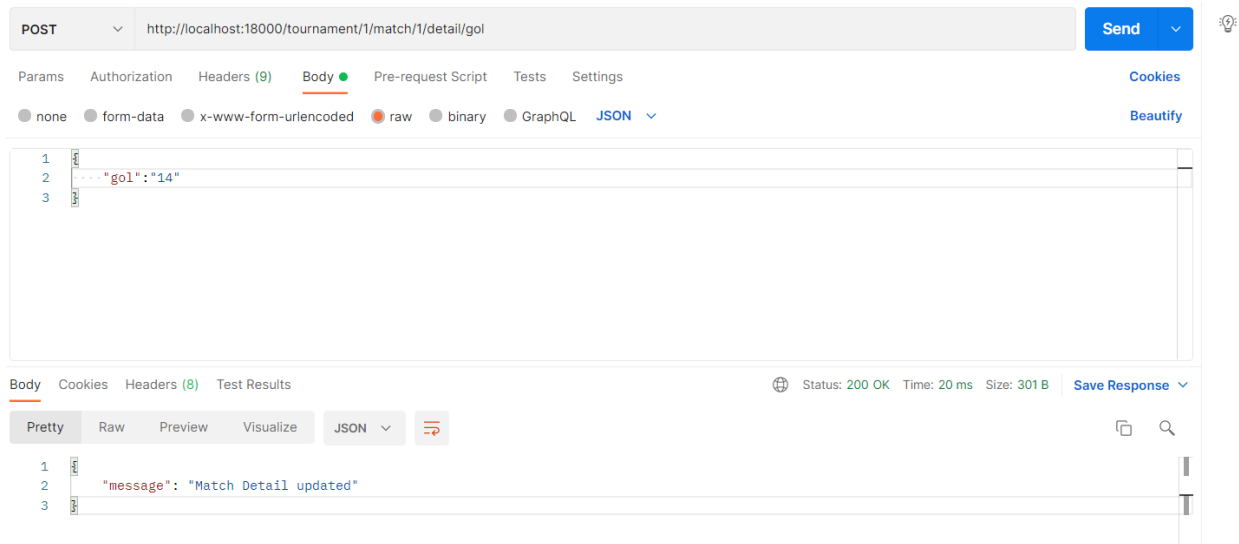 POST http://localhost:18000/tournament/1/match/1/detail/gol Send
Params Authorization Headers (9) Body Pre-request Script Tests Settings Cookies
none form-data x-www-form-urlencoded raw binary GraphQL JSON Beautify
1 {
2 ····"gol":"14"
3 }
Body Cookies Headers (8) Test Results Status: 200 OK Time: 20 ms Size: 301 B Save Response
Pretty Raw Preview Visualize JSON
1 {
2 "message": "Match Detail updated"
3 }